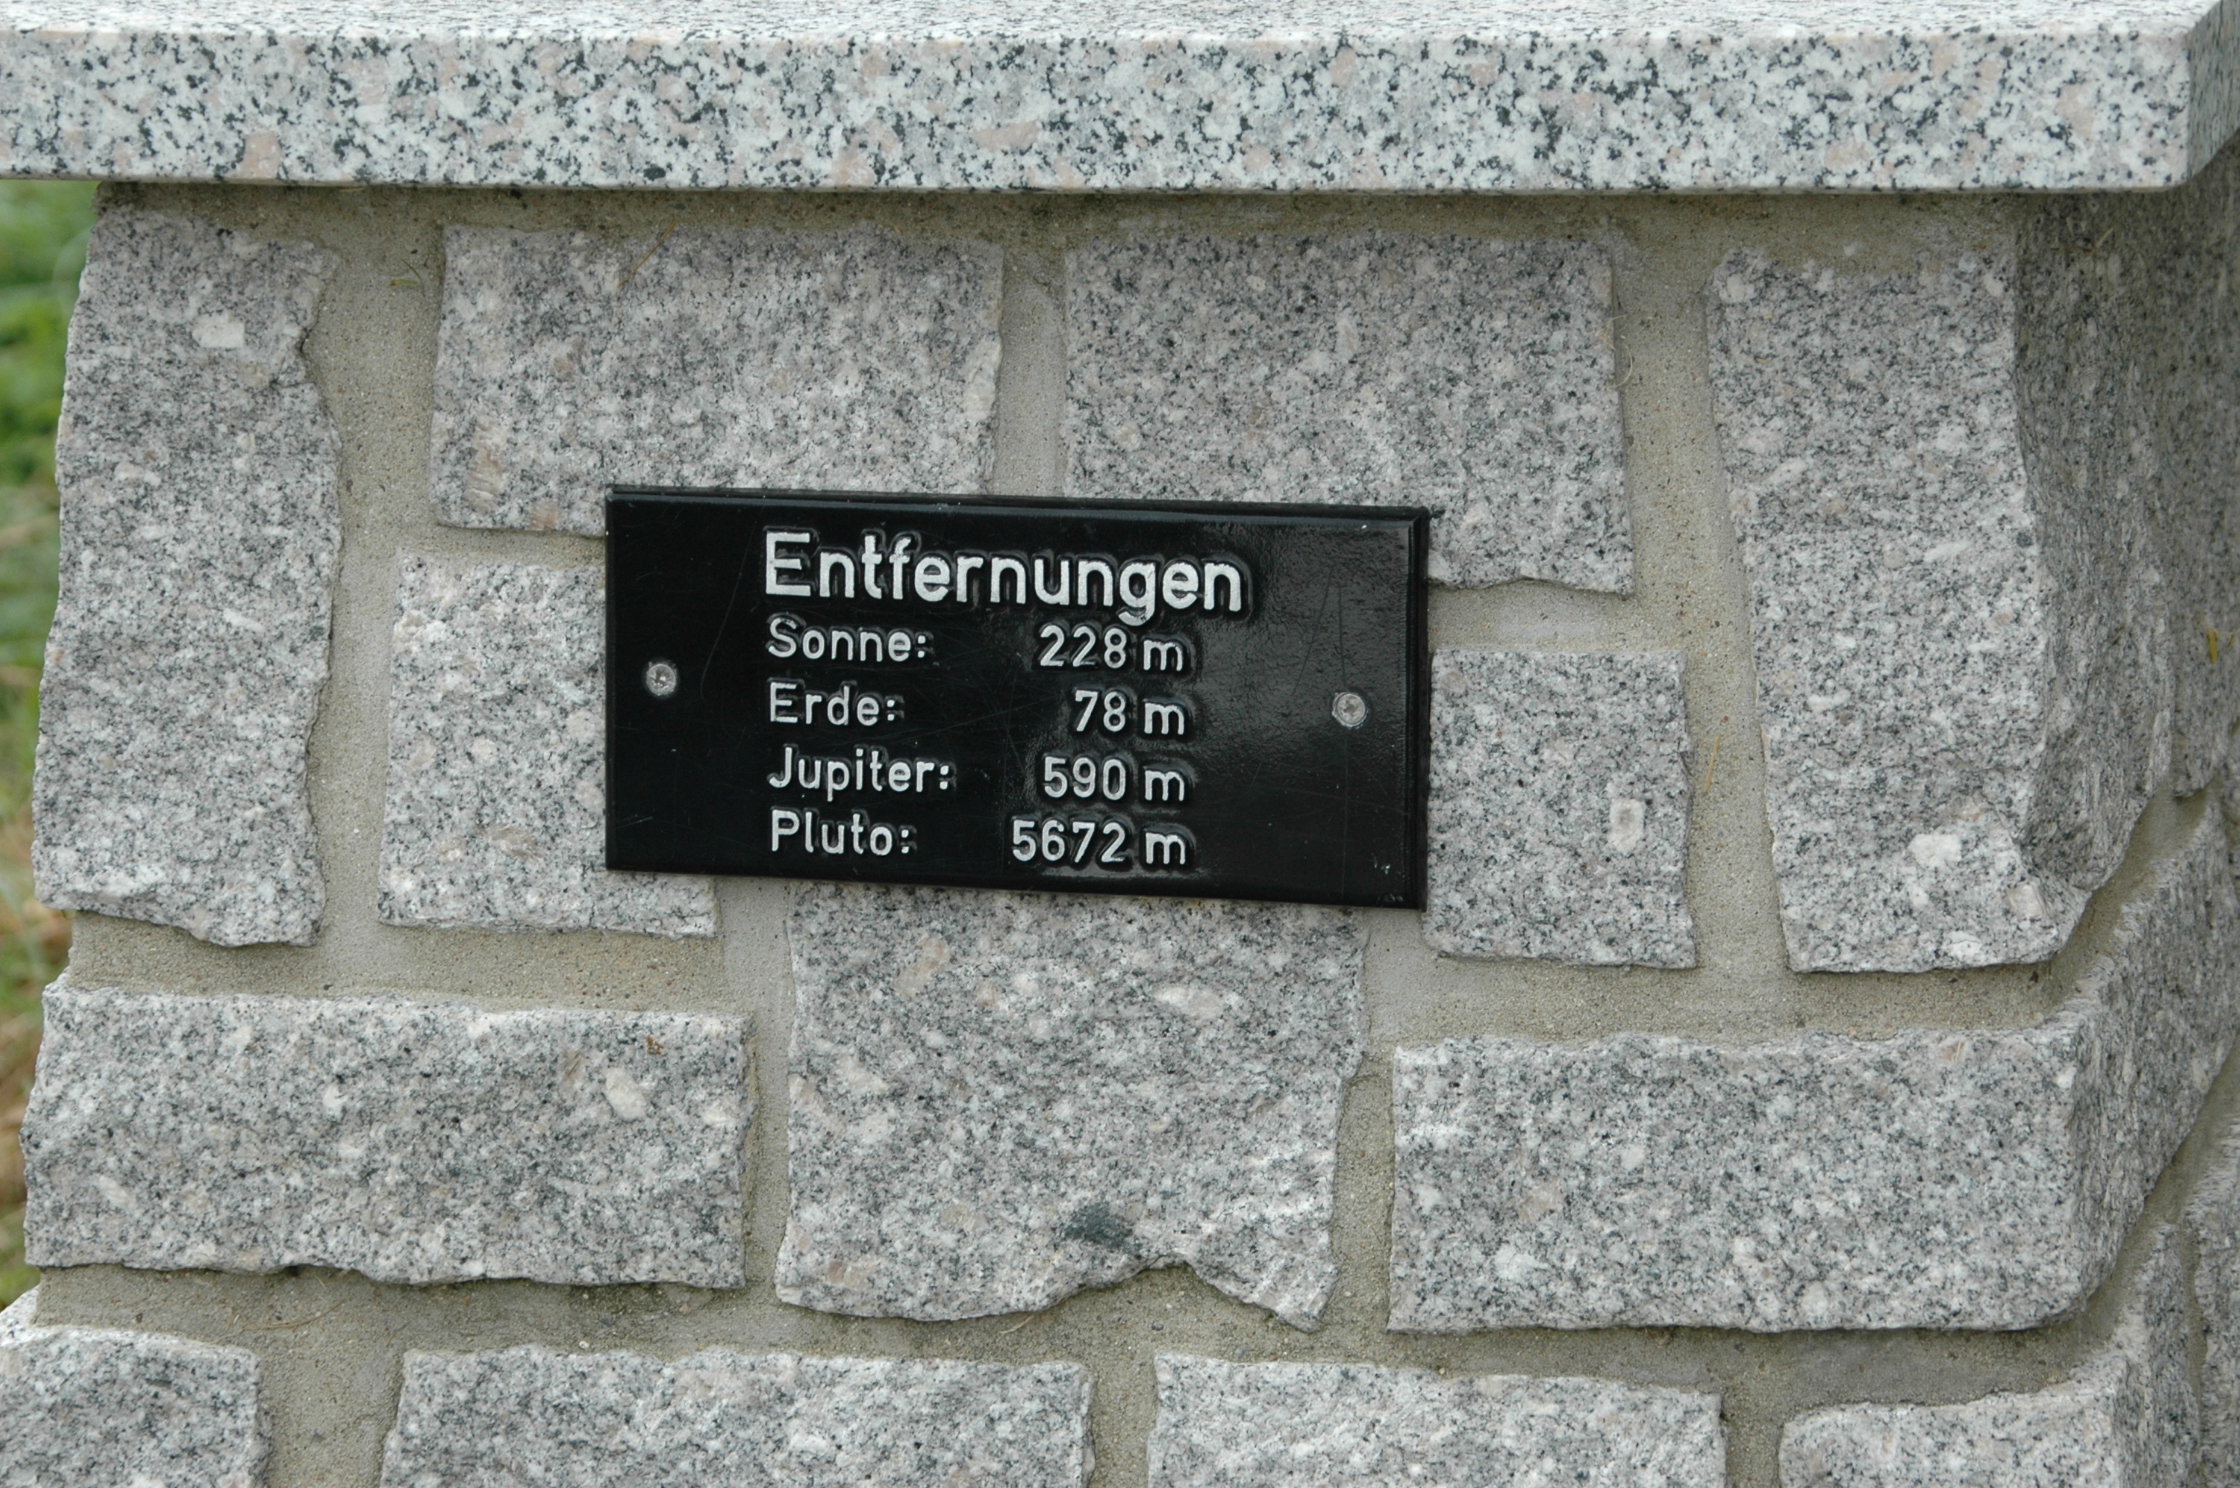 Entfernungen
Sonne: 228 m
Erde: 78 m
Jupiter: 590 m
Pluto: 5672 m